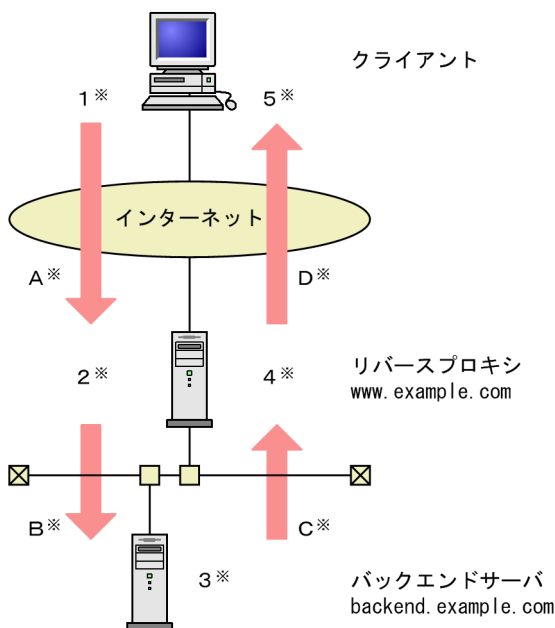 クライアント
1※
5※
インターネット
A※
D※
2※
4※
リバースプロキシ
www.example.com
B※
C※
3※
バックエンドサーバ
backend.example.com